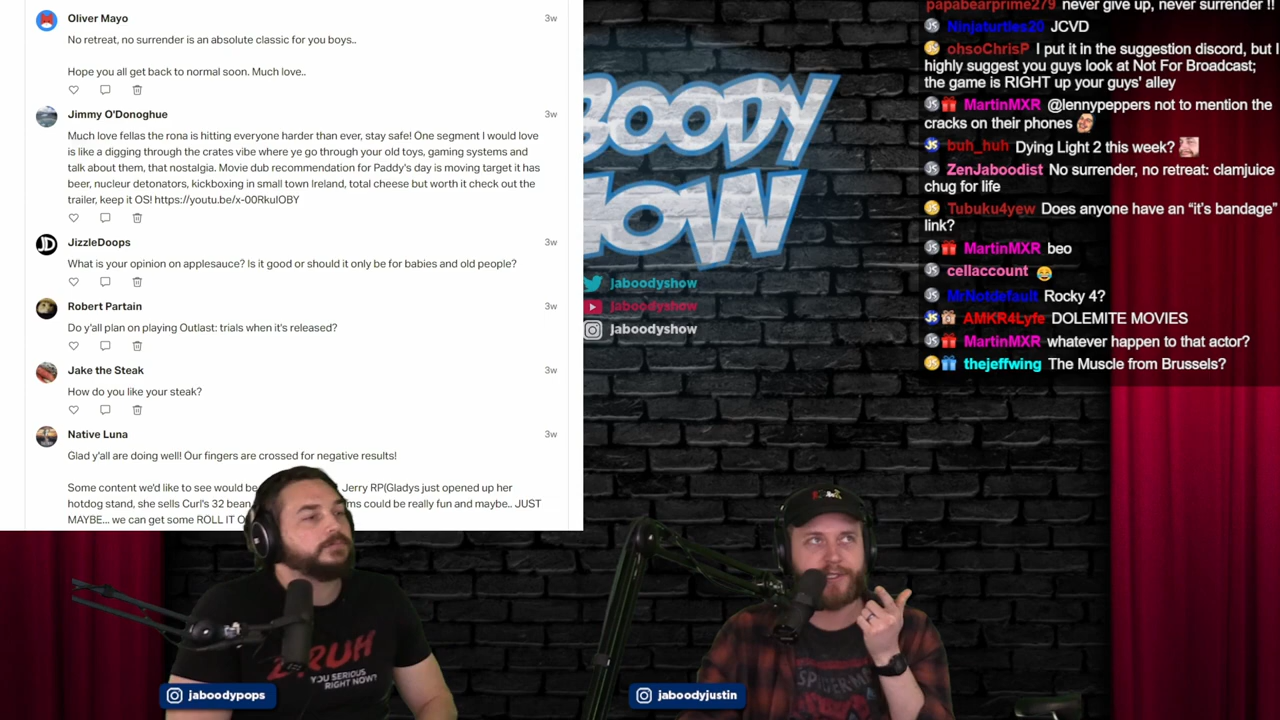 Oliver Mayo
3w
No retreat, no surrender is an absolute classic for you boys..
Hope you all get back to normal soon. Much love..
Jimmy O'Donoghue
3w
Much love fellas the rona is hitting everyone harder than ever, stay safe! One segment I would love
is like a digging through the crates vibe where ye go through your old toys, gaming systems and
talk about them, that nostalgia. Movie dub recommendation for Paddy's day is moving target it has
beer, nucleur detonators, kickboxing in small town Ireland, total cheese but worth it check out the
trailer, keep it OS! https://youtu.be/x-00RkuIOBY
JD
JizzleDoops
3w
What is your opinion on applesauce? Is it good or should it only be for babies and old people?
Robert Partain
3w
Do y'all plan on playing Outlast: trials when it's released?
Jake the Steak
3w
How do you like your steak?
Native Luna
3w
Glad y'all are doing well! Our fingers are crossed for negative results!
Some content we'd like to see would be Jerry RP(Gladys just opened up her
hotdog stand, she sells Curl's 32 bean ms could be really fun and maybe.. JUST
MAYBE... we can get some ROLL IT O
BOODY
HOW
jaboodyshow
jaboodyshow
jaboodyshow
papabearprime279 never give up, never surrender !!
Ninjaturtles20 JCVD
ohsoChrisP I put it in the suggestion discord, but I
highly suggest you guys look at Not For Broadcast;
the game is RIGHT up your guys' alley
MartinMXR @lennypeppers not to mention the
cracks on their phones
buh_huh Dying Light 2 this week?
ZenJaboodist No surrender, no retreat: clamjuice
chug for life
Tubuku4yew Does anyone have an “it's bandage”
link?
MartinMXR beo
cellaccount
MrNotdefault Rocky 4?
AMKR4Lyfe DOLEMITE MOVIES
MartinMXR whatever happen to that actor?
thejeffwing The Muscle from Brussels?
BRUH
YOU SERIOUS
RIGHT NOW?
jaboodypops
jaboodyjustin